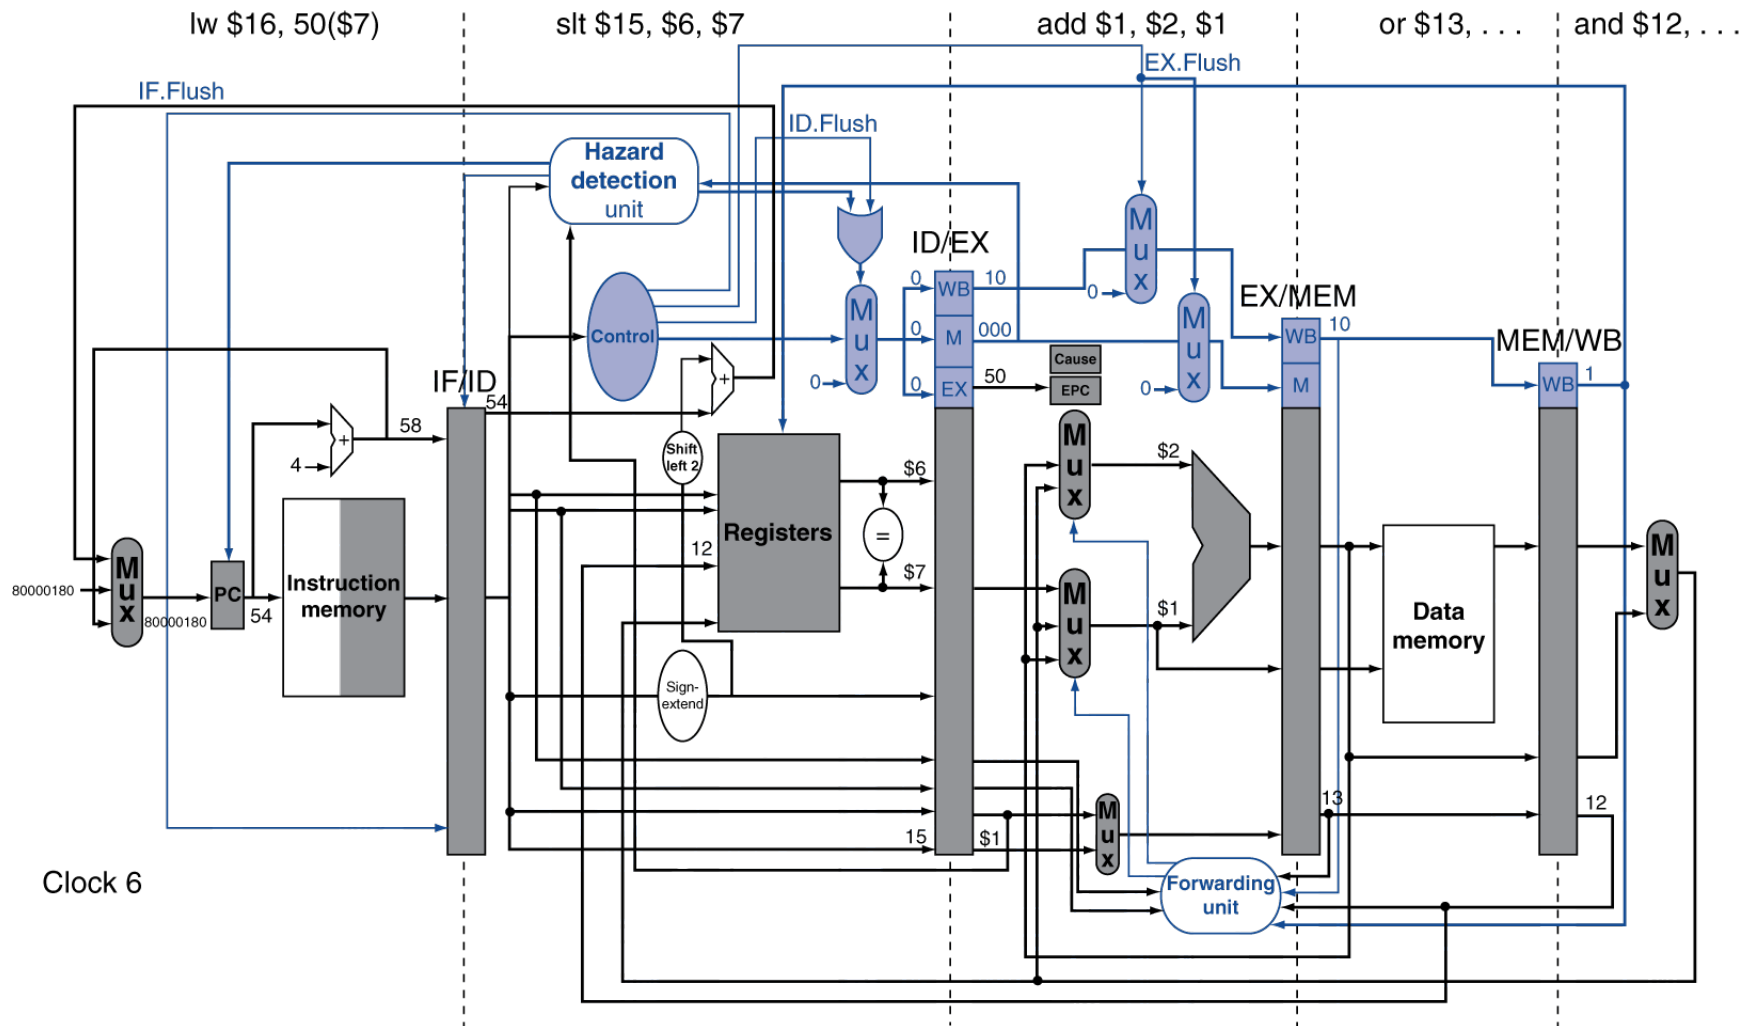 lw $16, 50($7)
slt $15, $6, $7
add $1, $2, $1
or $13, . . .
and $12, . . .
EX.Flush
IF.Flush
ID.Flush
Hazard
detection
unit
M
u
x
ID/EX
0
WB
10
0
EX/MEM
Control
M
u
x
0
M
000
M
u
x
WB
10
MEM/WB
Cause
0
0
EX
50
EPC
0
M
WB
1
IF/ID
54
+
58
+
4
Shift
left 2
M
u
x
$2
$6
Registers
=
12
$7
M
u
x
80000180
80000180
PC
54
Instruction
memory
M
u
x
$1
Data
memory
M
u
x
Sign-
extend
15
$1
M
u
x
13
12
Clock 6
Forwarding
unit